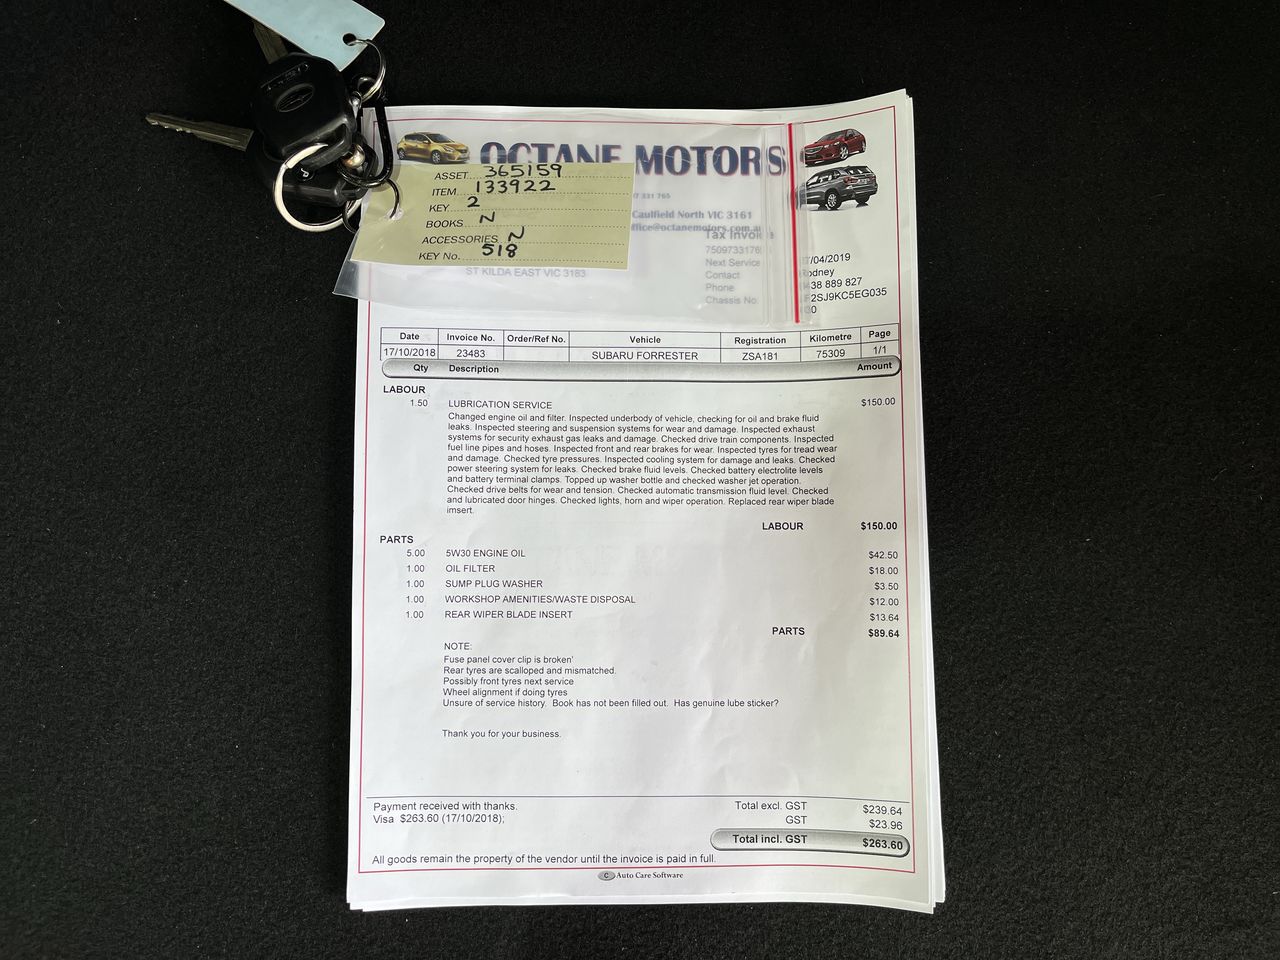 OCTANE MOTORS
ASSET 365159
ITEM 133922
KEY 2
BOOKS N
ACCESSORIES N
KEY No. 518
331 765
Caulfield North VIC 3161
office@octanemotors.com.au
Tax Invoice
Next Service /04/2019
Contact Rodney
Phone 38 889 827
Chassis No F2SJ9KC5EG035
ST KILDA EAST VIC 3183
Date Invoice No. Order/Ref No. Vehicle Registration Kilometre Page
17/10/2018 23483 SUBARU FORRESTER ZSA181 75309 1/1
Qty Description Amount
LABOUR
1.50 LUBRICATION SERVICE $150.00
Changed engine oil and filter. Inspected underbody of vehicle, checking for oil and brake fluid
leaks. Inspected steering and suspension systems for wear and damage. Inspected exhaust
systems for security exhaust gas leaks and damage. Checked drive train components. Inspected
fuel line pipes and hoses. Inspected front and rear brakes for wear. Inspected tyres for tread wear
and damage. Checked tyre pressures. Inspected cooling system for damage and leaks. Checked
power steering system for leaks. Checked brake fluid levels. Checked battery electrolite levels
and battery terminal clamps. Topped up washer bottle and checked washer jet operation.
Checked drive belts for wear and tension. Checked automatic transmission fluid level. Checked
and lubricated door hinges. Checked lights, horn and wiper operation. Replaced rear wiper blade
imsert.
LABOUR $150.00
PARTS
5.00 5W30 ENGINE OIL $42.50
1.00 OIL FILTER $18.00
1.00 SUMP PLUG WASHER $3.50
1.00 WORKSHOP AMENITIES/WASTE DISPOSAL $12.00
1.00 REAR WIPER BLADE INSERT $13.64
PARTS $89.64
NOTE:
Fuse panel cover clip is broken'
Rear tyres are scalloped and mismatched.
Possibly front tyres next service
Wheel alignment if doing tyres
Unsure of service history. Book has not been filled out. Has genuine lube sticker?
Thank you for your business.
Payment received with thanks.
Visa $263.60 (17/10/2018);
Total excl. GST $239.64
GST $23.96
Total incl. GST $263.60
All goods remain the property of the vendor until the invoice is paid in full.
C Auto Care Software